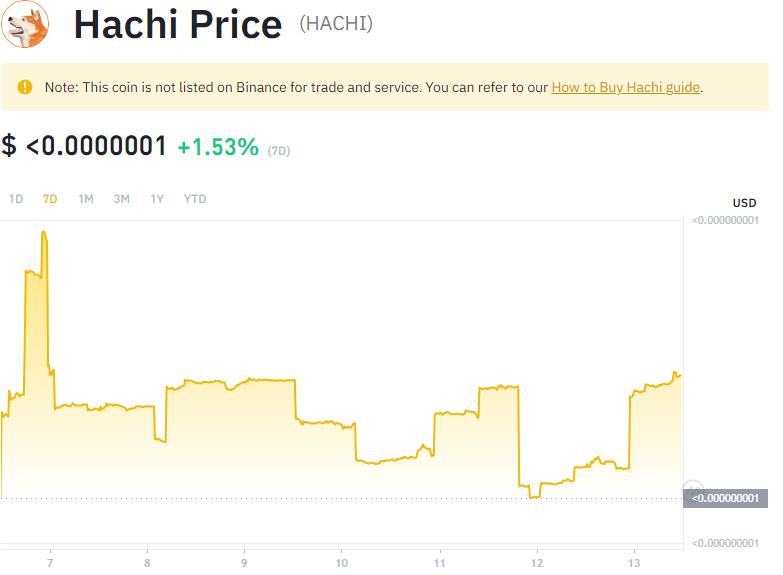 Hachi Price (HACHI)
Note: This coin is not listed on Binance for trade and service. You can refer to our How to Buy Hachi guide.
$ <0.0000001 +1.53% (7D)
1D 7D 1M 3M 1Y YTD
USD
<0.000000001
<0.000000001
<0.000000001
7 8 9 10 11 12 13